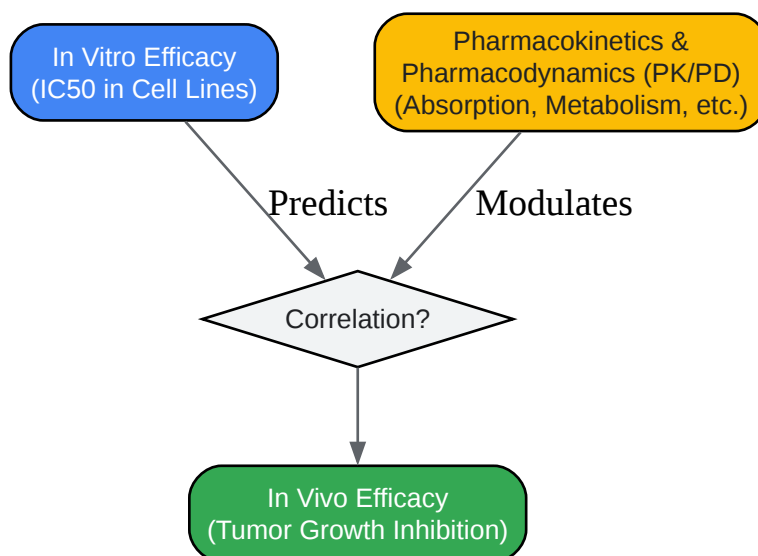 In Vitro Efficacy
(IC50 in Cell Lines)
Pharmacokinetics &
Pharmacodynamics (PK/PD)
(Absorption, Metabolism, etc.)
Predicts
Modulates
Correlation?
In Vivo Efficacy
(Tumor Growth Inhibition)